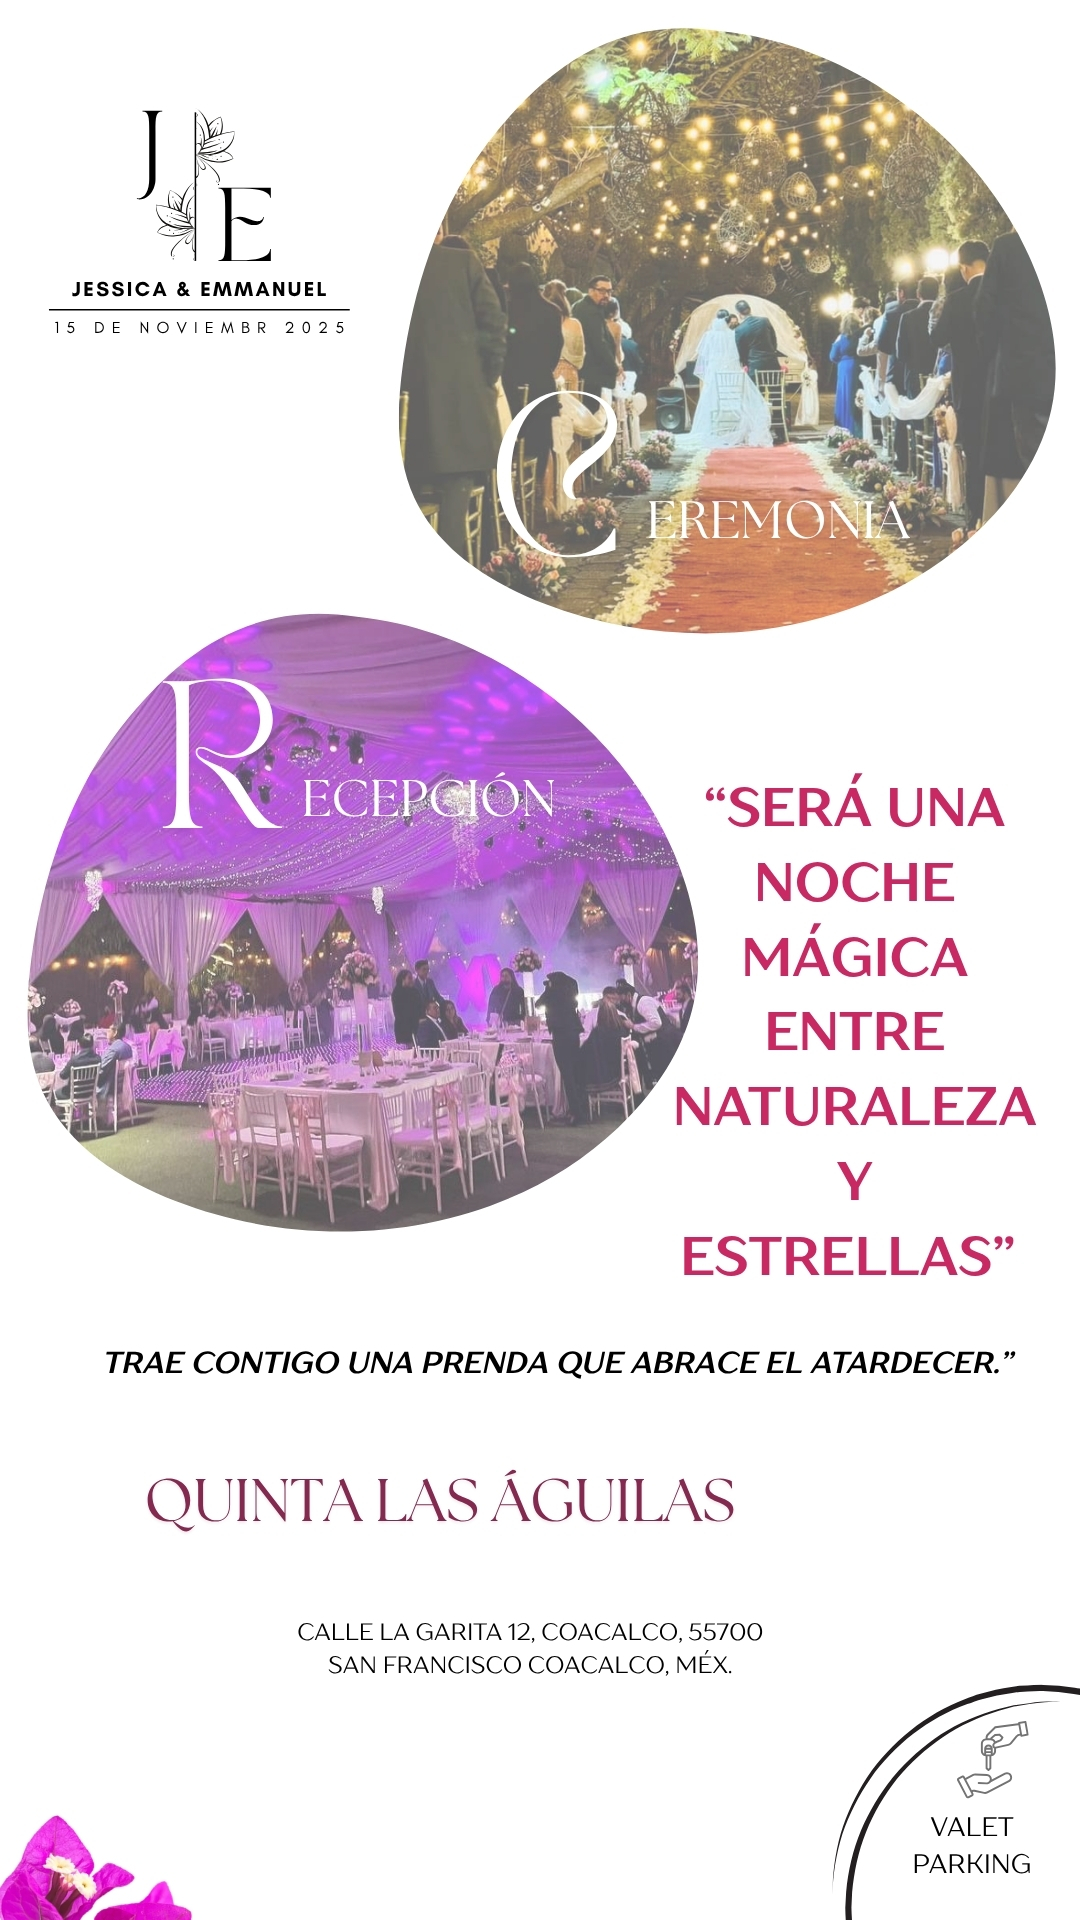 J E
JESSICA & EMMANUEL
15 DE NOVIEMBR 2025
CEREMONIA
RECEPCIÓN
“SERÁ UNA
NOCHE
MÁGICA
ENTRE
NATURALEZA
Y
ESTRELLAS”
TRAE CONTIGO UNA PRENDA QUE ABRACE EL ATARDECER.”
QUINTA LAS ÁGUILAS
CALLE LA GARITA 12, COACALCO, 55700
SAN FRANCISCO COACALCO, MÉX.
VALET
PARKING